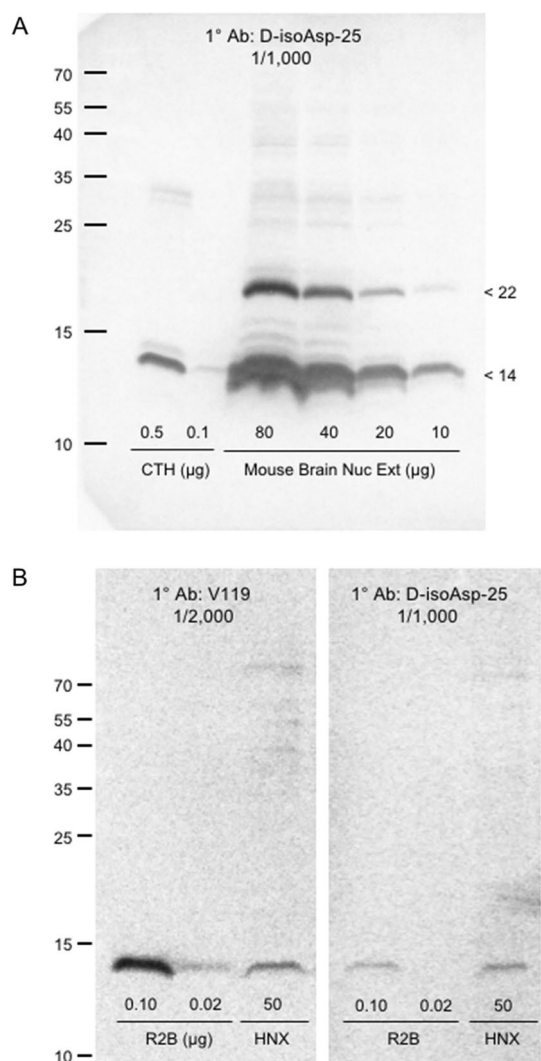 A
1° Ab: D-isoAsp-25
1/1,000
70
55
40
35
25
15
10
< 22
< 14
0.5 0.1 80 40 20 10
CTH (µg) Mouse Brain Nuc Ext (µg)
B
1° Ab: V119
1/2,000
1° Ab: D-isoAsp-25
1/1,000
70
55
40
35
25
15
10
0.10 0.02 50 0.10 0.02 50
R2B (µg) HNX R2B HNX